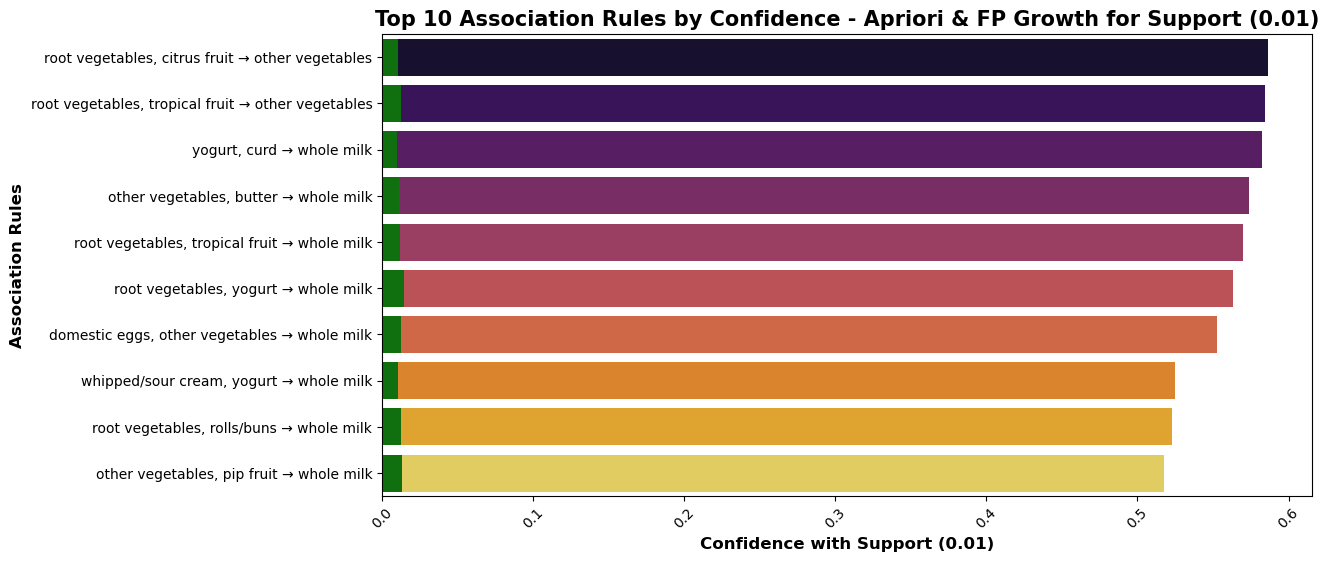 Top 10 Association Rules by Confidence - Apriori & FP Growth for Support (0.01)
Association Rules
root vegetables, citrus fruit → other vegetables
root vegetables, tropical fruit → other vegetables
yogurt, curd → whole milk
other vegetables, butter → whole milk
root vegetables, tropical fruit → whole milk
root vegetables, yogurt → whole milk
domestic eggs, other vegetables → whole milk
whipped/sour cream, yogurt → whole milk
root vegetables, rolls/buns → whole milk
other vegetables, pip fruit → whole milk
0.0
0.1
0.2
0.3
0.4
0.5
0.6
Confidence with Support (0.01)